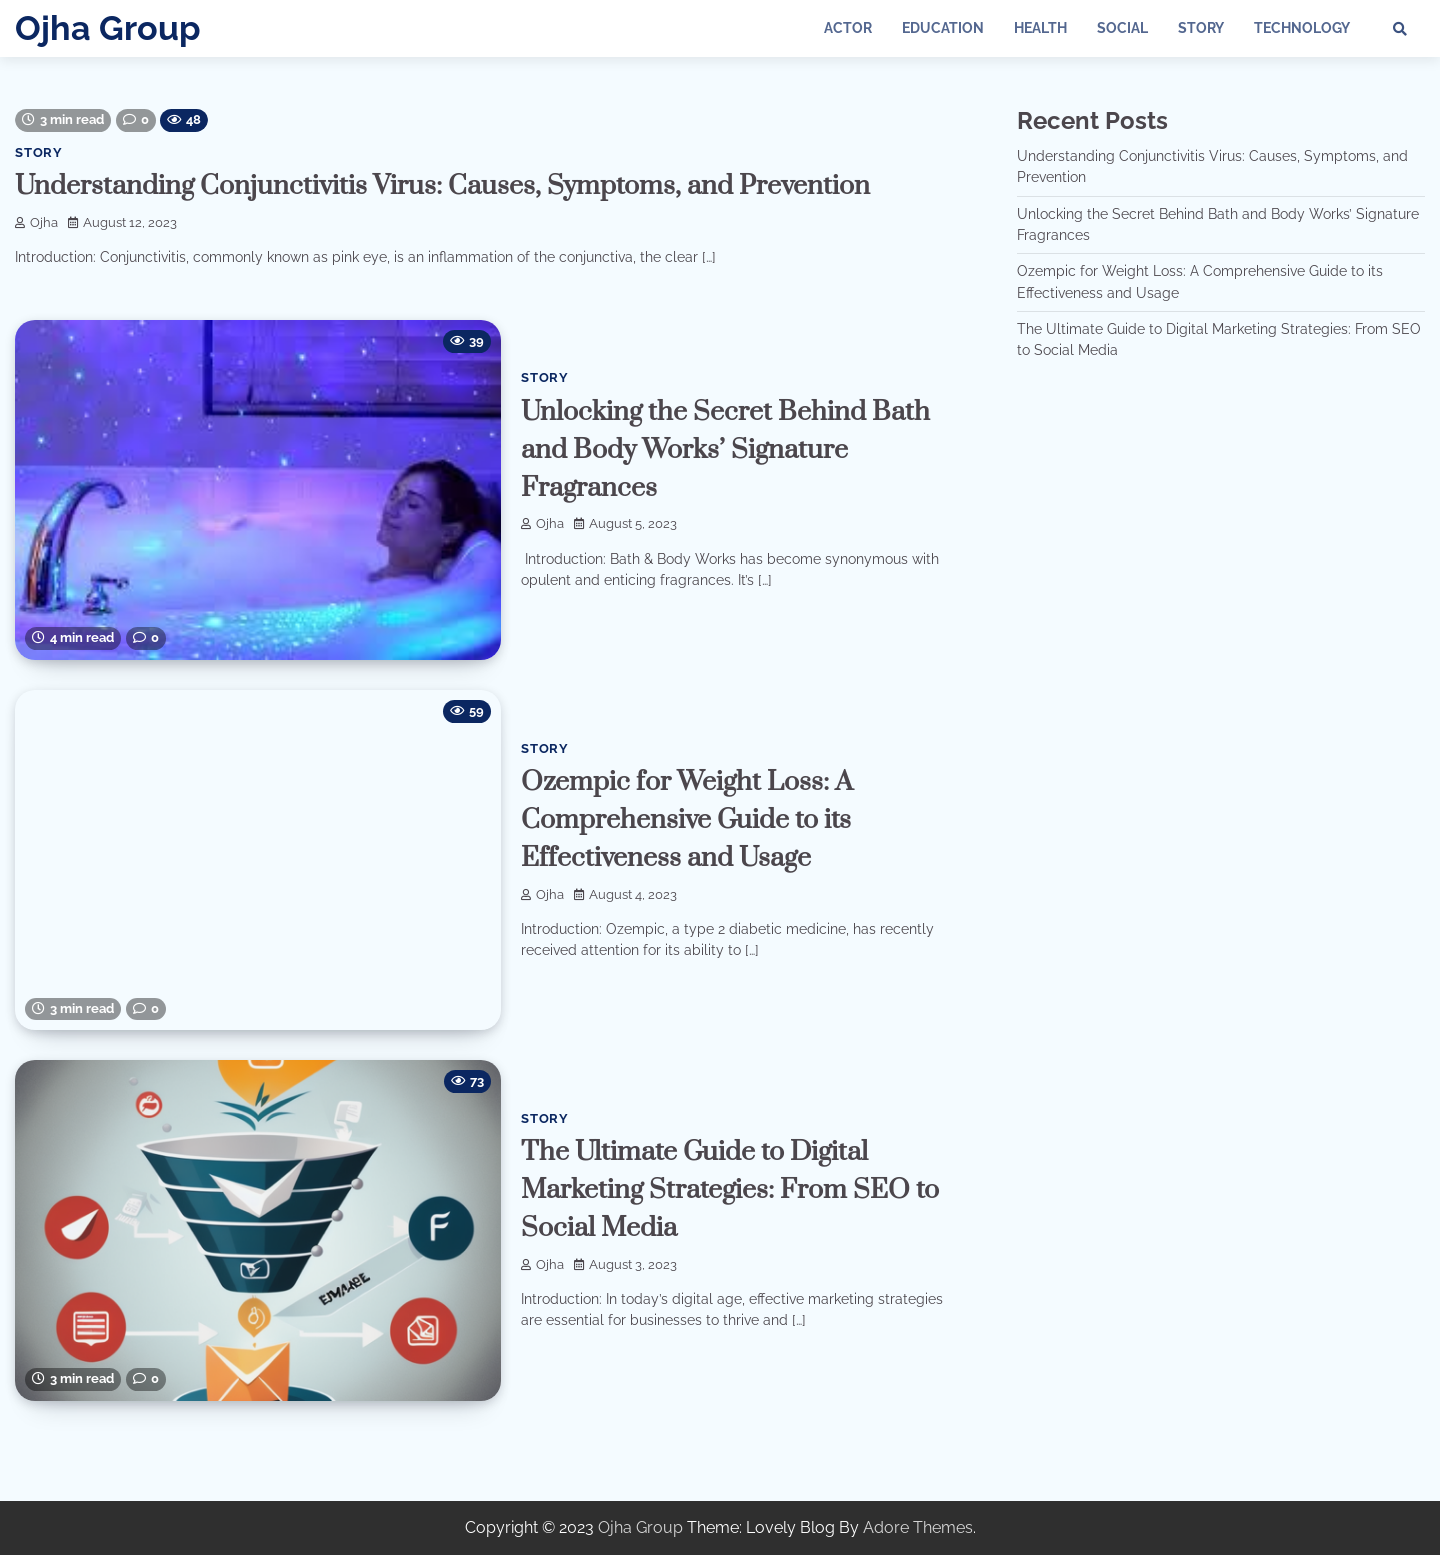 Ojha Group
ACTOR EDUCATION HEALTH SOCIAL STORY TECHNOLOGY
3 min read 0 48
STORY
Understanding Conjunctivitis Virus: Causes, Symptoms, and Prevention
Ojha August 12, 2023
Introduction: Conjunctivitis, commonly known as pink eye, is an inflammation of the conjunctiva, the clear […]
39
4 min read 0
STORY
Unlocking the Secret Behind Bath
and Body Works’ Signature
Fragrances
Ojha August 5, 2023
Introduction: Bath & Body Works has become synonymous with
opulent and enticing fragrances. It’s […]
59
3 min read 0
STORY
Ozempic for Weight Loss: A
Comprehensive Guide to its
Effectiveness and Usage
Ojha August 4, 2023
Introduction: Ozempic, a type 2 diabetic medicine, has recently
received attention for its ability to […]
73
F
3 min read 0
STORY
The Ultimate Guide to Digital
Marketing Strategies: From SEO to
Social Media
Ojha August 3, 2023
Introduction: In today’s digital age, effective marketing strategies
are essential for businesses to thrive and […]
Recent Posts
Understanding Conjunctivitis Virus: Causes, Symptoms, and
Prevention
Unlocking the Secret Behind Bath and Body Works’ Signature
Fragrances
Ozempic for Weight Loss: A Comprehensive Guide to its
Effectiveness and Usage
The Ultimate Guide to Digital Marketing Strategies: From SEO
to Social Media
Copyright © 2023 Ojha Group Theme: Lovely Blog By Adore Themes.